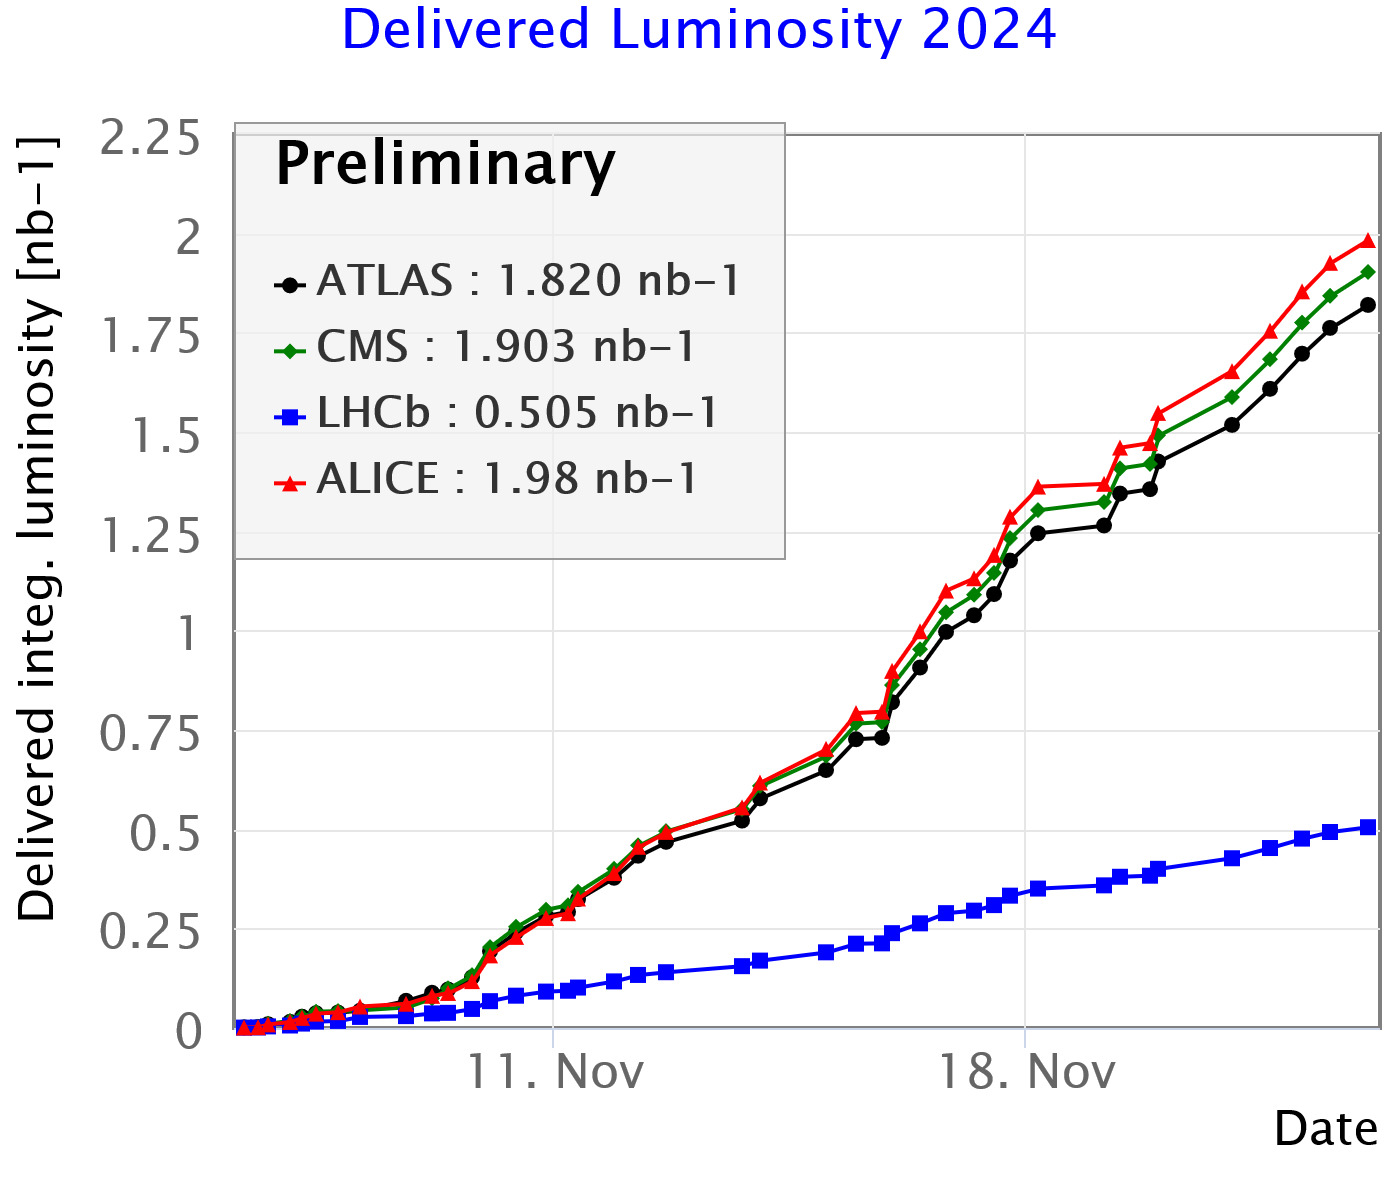 Delivered Luminosity 2024
Delivered integ. luminosity [nb−1]
2.25
2
1.75
1.5
1.25
1
0.75
0.5
0.25
0
Preliminary
ATLAS : 1.820 nb−1
CMS : 1.903 nb−1
LHCb : 0.505 nb−1
ALICE : 1.98 nb−1
11. Nov
18. Nov
Date